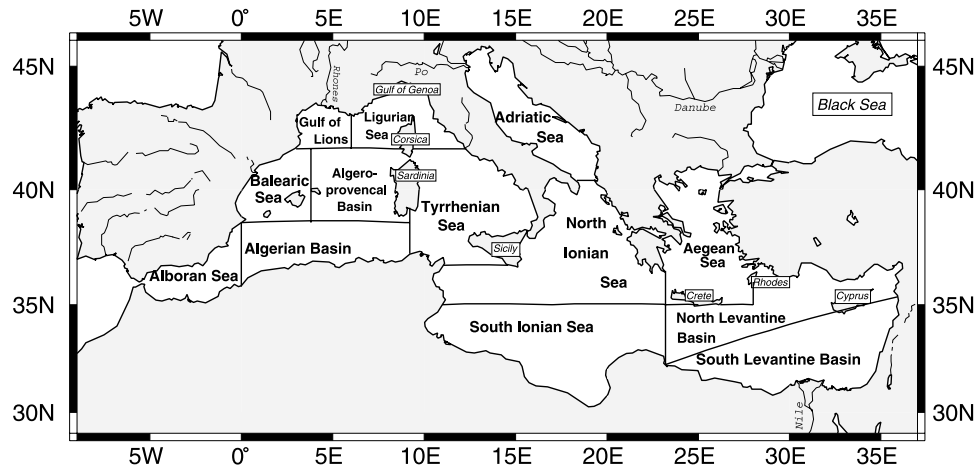 5W 0° 5E 10E 15E 20E 25E 30E 35E
45N 45N
Po
Rhones
Gulf of Genoa
Danube
Black Sea
Gulf of
Lions
Ligurian
Sea
Corsica
Adriatic
Sea
40N 40N
Balearic
Sea
Algero-
provencal
Basin
Sardinia
Tyrrhenian
Sea
North
Ionian
Sea
Aegean
Sea
Sicily
Algerian Basin
Alboran Sea
Rhodes
Crete
Cyprus
35N 35N
South Ionian Sea
North Levantine
Basin
South Levantine Basin
Nile
30N 30N
5W 0° 5E 10E 15E 20E 25E 30E 35E